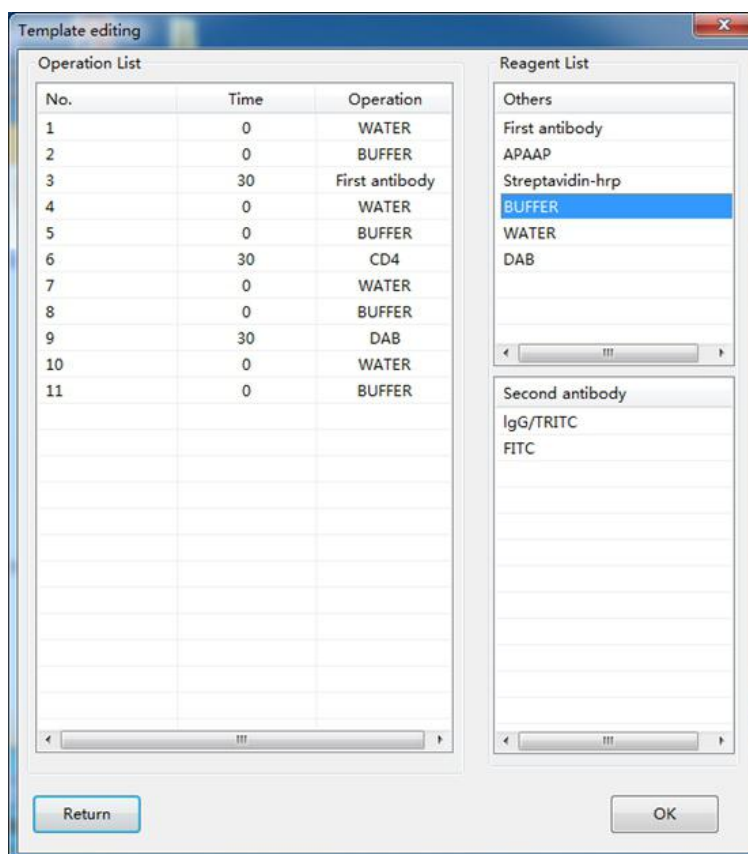 Template editing
Operation List
No. Time Operation
1 0 WATER
2 0 BUFFER
3 30 First antibody
4 0 WATER
5 0 BUFFER
6 30 CD4
7 0 WATER
8 0 BUFFER
9 30 DAB
10 0 WATER
11 0 BUFFER
Reagent List
Others
First antibody
APAAP
Streptavidin-hrp
BUFFER
WATER
DAB
Second antibody
lgG/TRITC
FITC
Return
OK